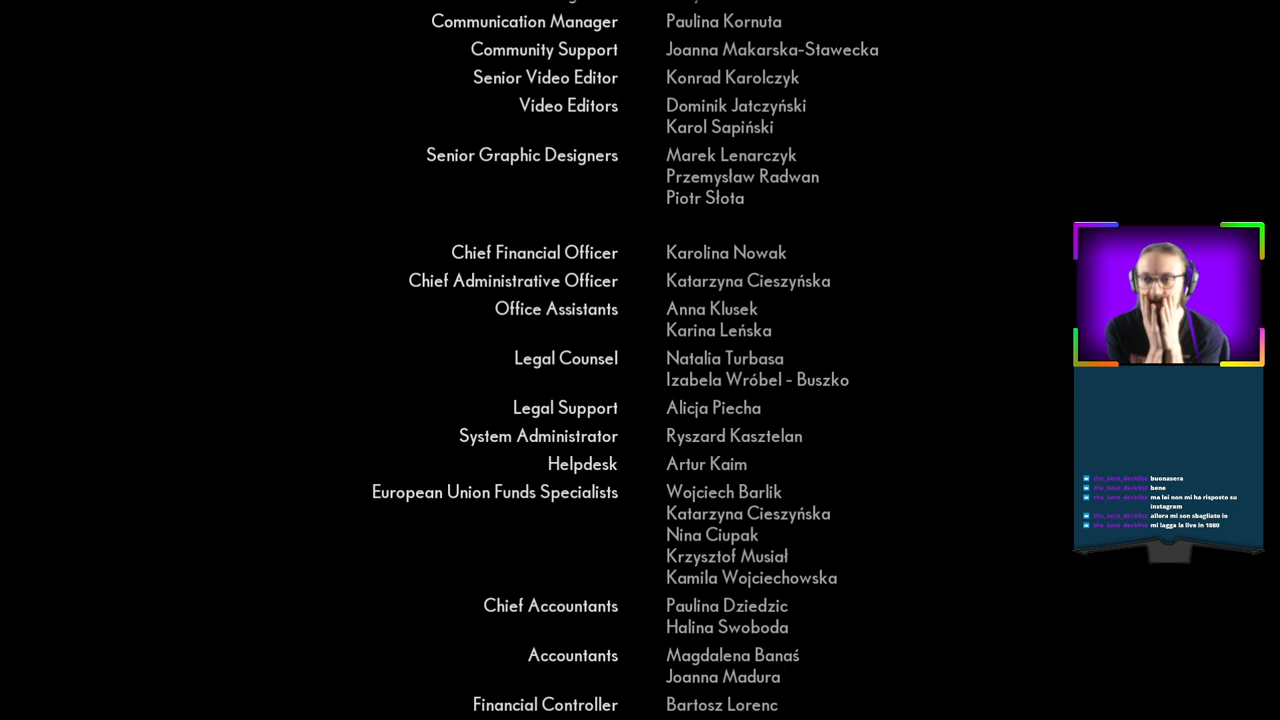 Communication Manager Paulina Kornuta
Community Support Joanna Makarska-Stawecka
Senior Video Editor Konrad Karolczyk
Video Editors Dominik Jatczyński
Karol Sapiński
Senior Graphic Designers Marek Lenarczyk
Przemysław Radwan
Piotr Słota
Chief Financial Officer Karolina Nowak
Chief Administrative Officer Katarzyna Cieszyńska
Office Assistants Anna Klusek
Karina Leńska
Legal Counsel Natalia Turbasa
Izabela Wróbel - Buszko
Legal Support Alicja Piecha
System Administrator Ryszard Kasztelan
Helpdesk Artur Kaim
European Union Funds Specialists Wojciech Barlik
Katarzyna Cieszyńska
Nina Ciupak
Krzysztof Musiał
Kamila Wojciechowska
Chief Accountants Paulina Dziedzic
Halina Swoboda
Accountants Magdalena Banaś
Joanna Madura
Financial Controller Bartosz Lorenc
the_best_decklist buonasera
the_best_decklist bene
the_best_decklist ma lei non mi ha risposto su
instagram
the_best_decklist allora mi son sbagliato io
the_best_decklist mi lagga la live in 1080